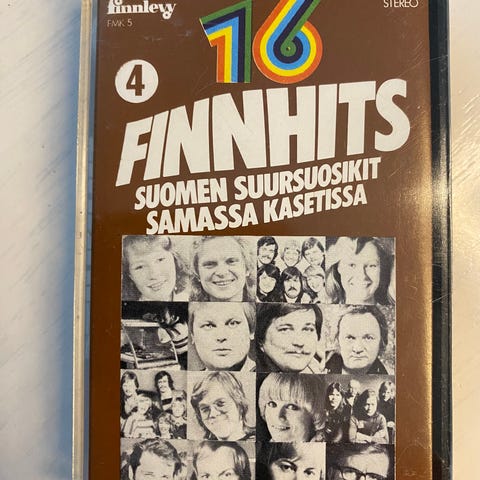 finnlevy
FMK 5
STEREO
16
4
FINNHITS
SUOMEN SUURSUOSIKIT
SAMASSA KASETISSA